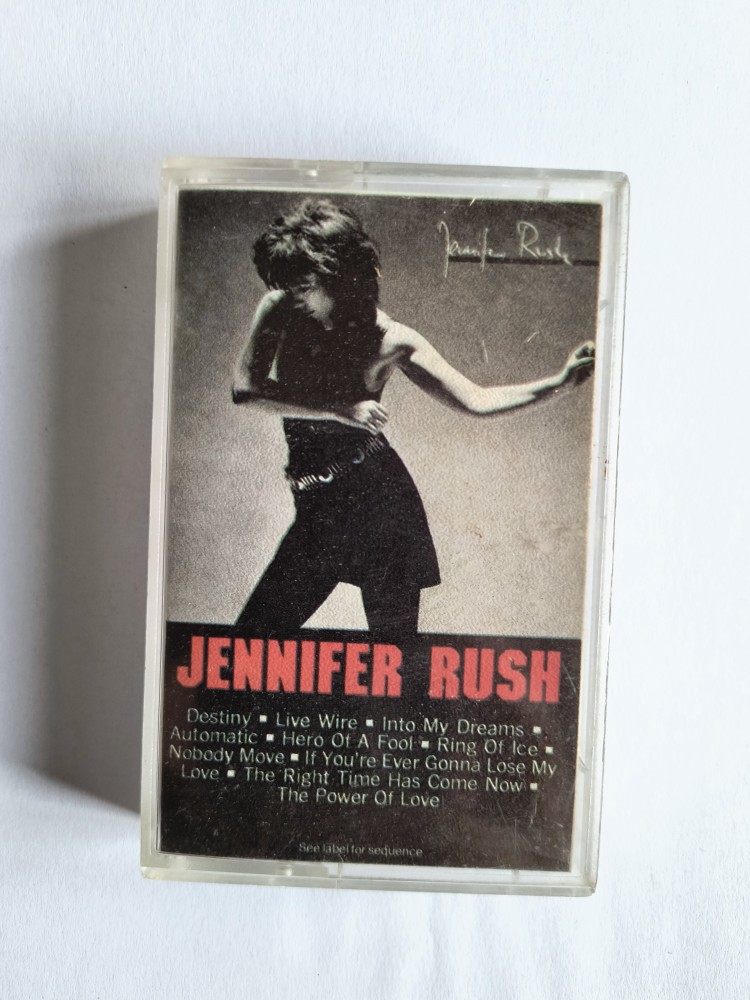 Jennifer Rush
JENNIFER RUSH
Destiny ▪ Live Wire ▪ Into My Dreams ▪
Automatic ▪ Hero Of A Fool ▪ Ring Of Ice ▪
Nobody Move ▪ If You're Ever Gonna Lose My
Love ▪ The Right Time Has Come Now ▪
The Power Of Love
See label for sequence